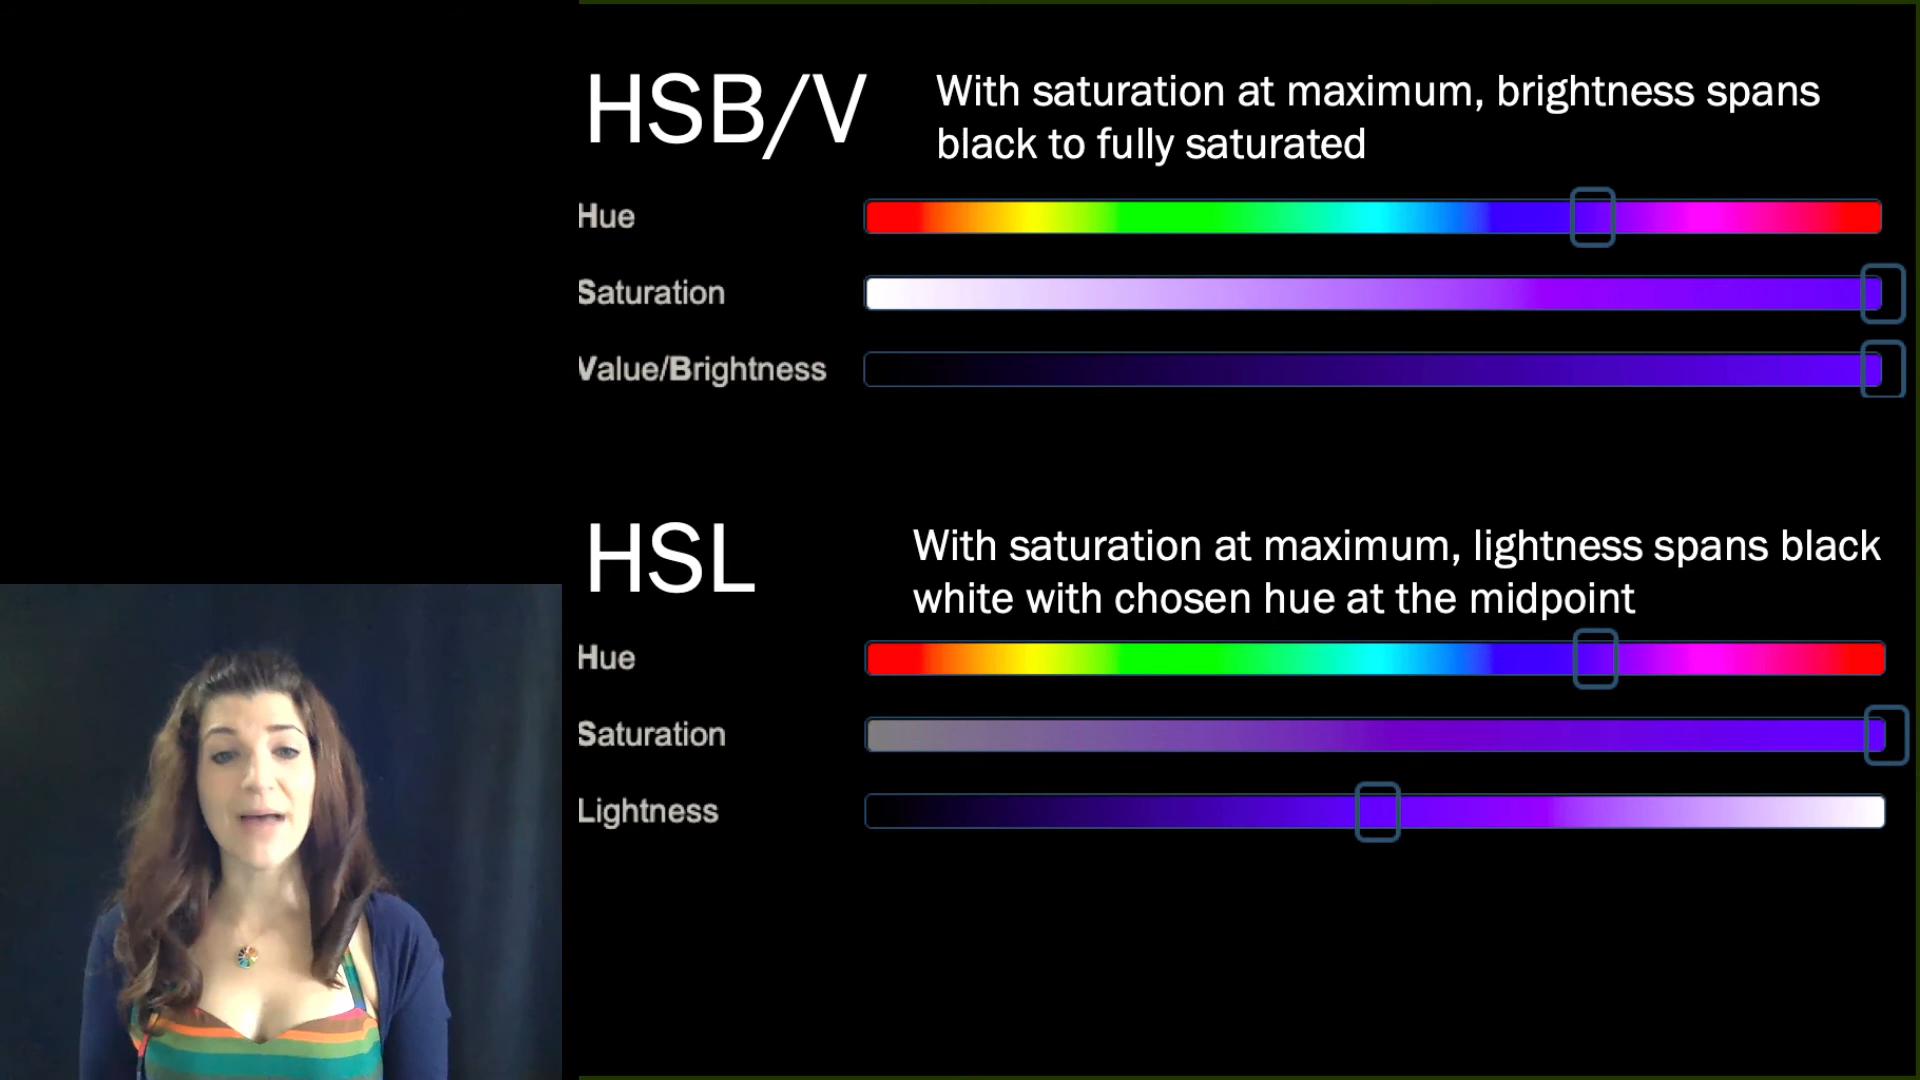 HSB/V
With saturation at maximum, brightness spans
black to fully saturated
Hue
Saturation
Value/Brightness
HSL
With saturation at maximum, lightness spans black
white with chosen hue at the midpoint
Hue
Saturation
Lightness